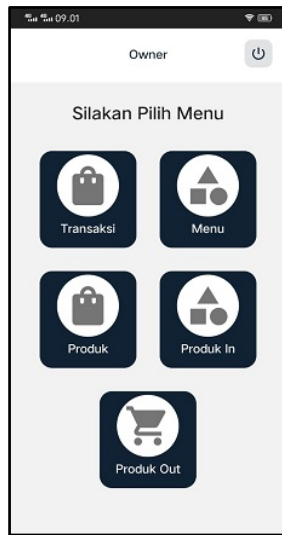 09.01
Owner
Silakan Pilih Menu
Transaksi
Menu
Produk
Produk In
Produk Out